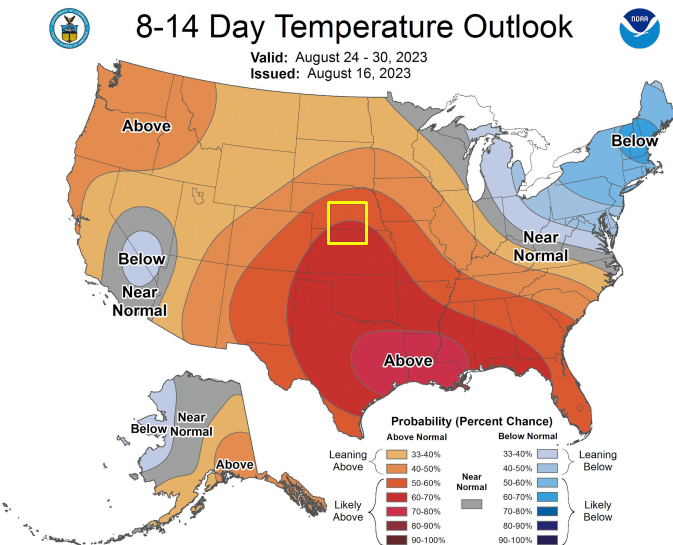 8-14 Day Temperature Outlook
Valid: August 24 - 30, 2023
Issued: August 16, 2023
NOAA
Above
Below
Near
Normal
Below
Near
Normal
Above
Near
Normal
Below
Above
Probability (Percent Chance)
Above Normal
Below Normal
Leaning
Above
33-40%
40-50%
Likely
Above
50-60%
60-70%
70-80%
80-90%
90-100%
Near
Normal
33-40%
40-50%
Leaning
Below
50-60%
60-70%
70-80%
80-90%
90-100%
Likely
Below